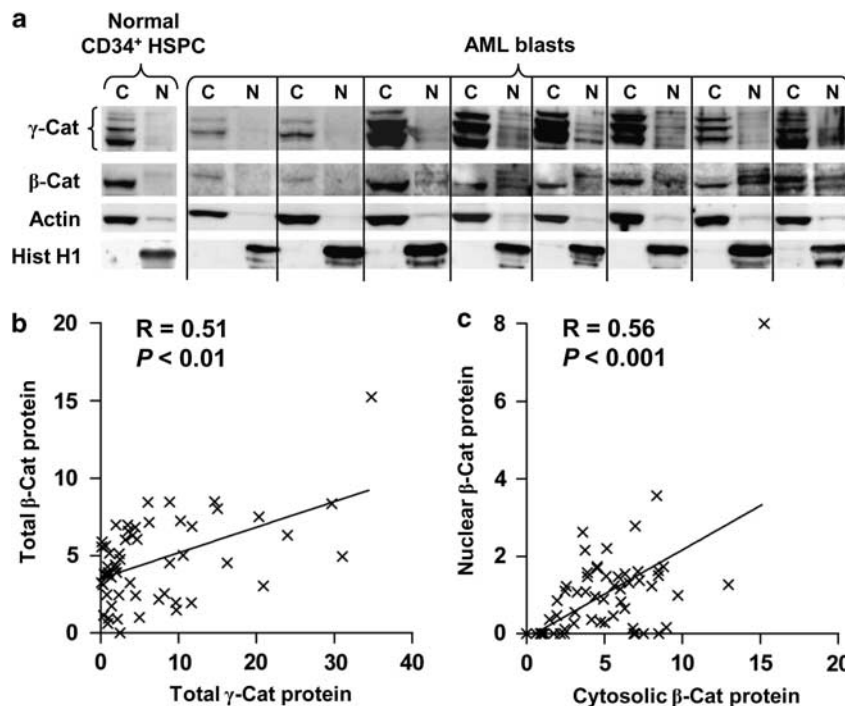 a
Normal
CD34⁺ HSPC
AML blasts
C N C N C N C N C N C N C N C N C N
γ-Cat
β-Cat
Actin
Hist H1
b
R = 0.51
P < 0.01
20
15
10
5
0
Total β-Cat protein
0 10 20 30 40
Total γ-Cat protein
c
R = 0.56
P < 0.001
8
6
4
2
0
Nuclear β-Cat protein
0 5 10 15 20
Cytosolic β-Cat protein